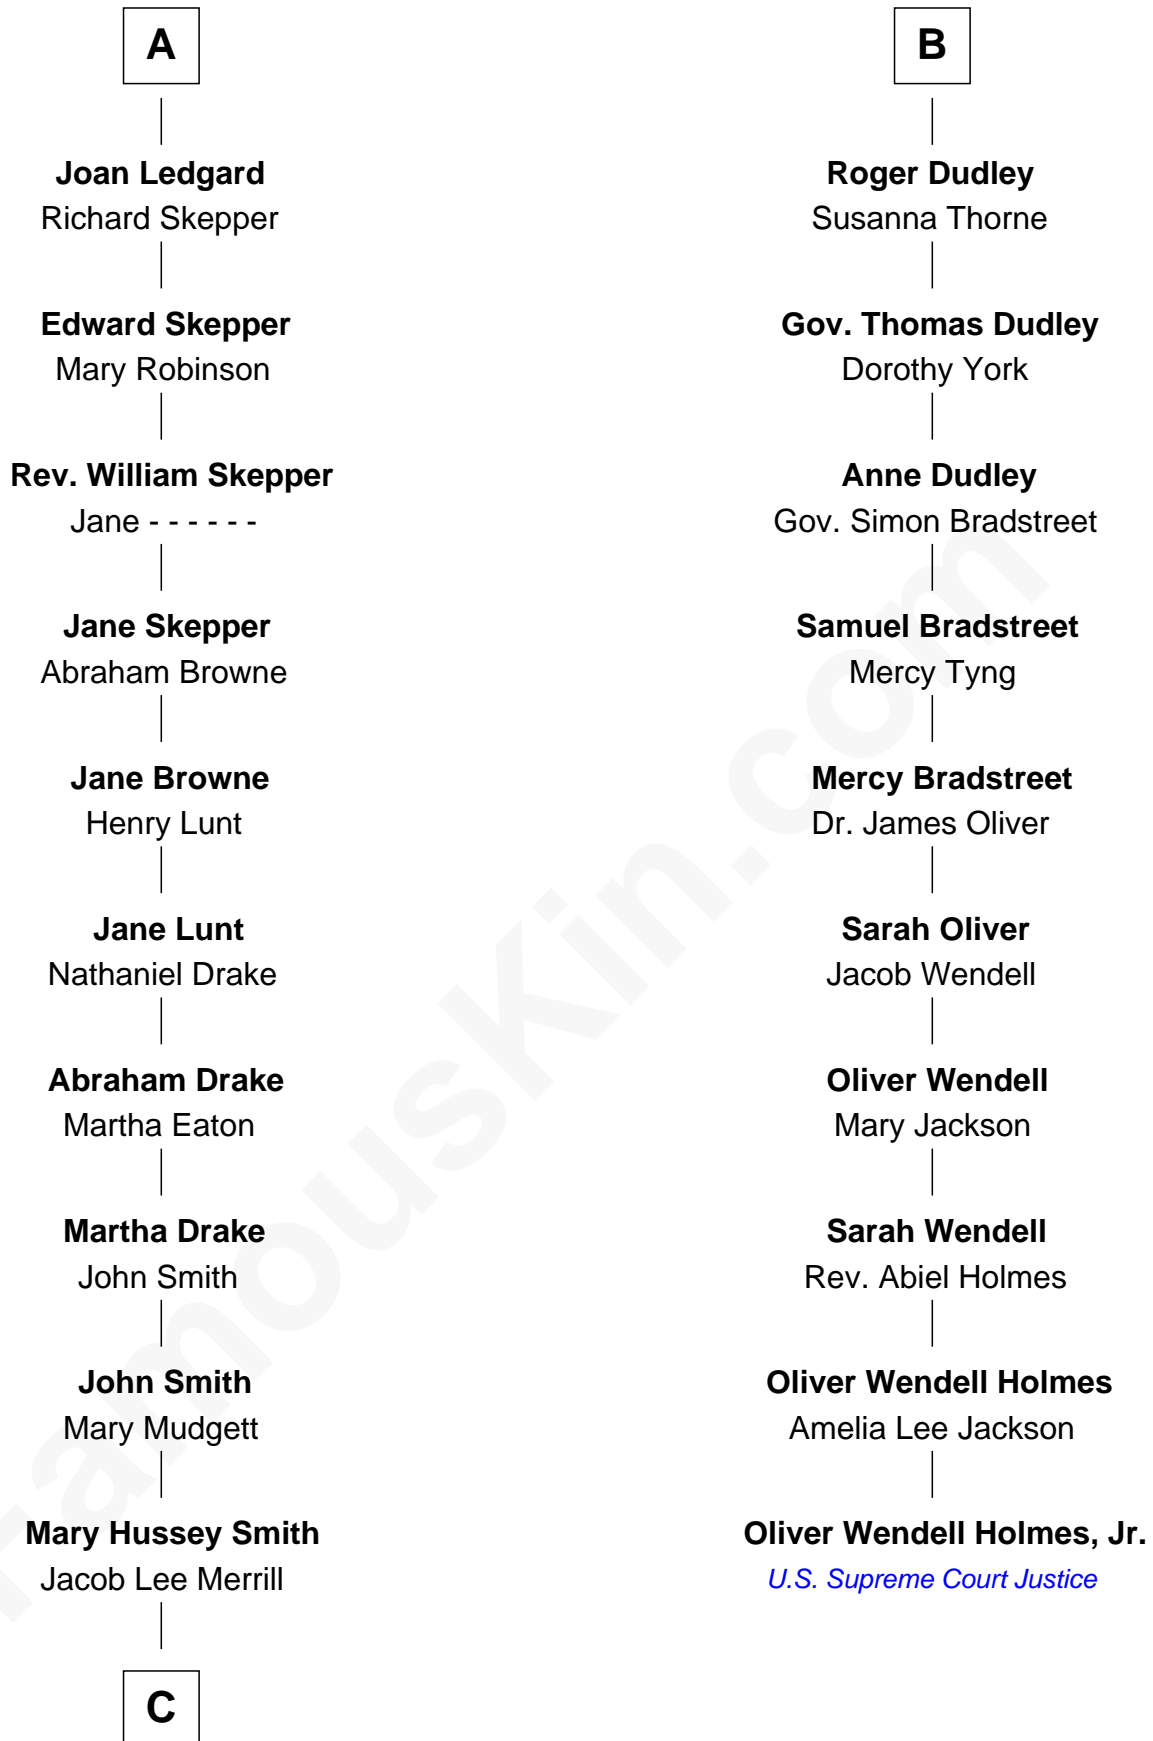 A
Joan Ledgard
Richard Skepper
Edward Skepper
Mary Robinson
Rev. William Skepper
Jane - - - - - -
Jane Skepper
Abraham Browne
Jane Browne
Henry Lunt
Jane Lunt
Nathaniel Drake
Abraham Drake
Martha Eaton
Martha Drake
John Smith
John Smith
Mary Mudgett
Mary Hussey Smith
Jacob Lee Merrill
C
B
Roger Dudley
Susanna Thorne
Gov. Thomas Dudley
Dorothy York
Anne Dudley
Gov. Simon Bradstreet
Samuel Bradstreet
Mercy Tyng
Mercy Bradstreet
Dr. James Oliver
Sarah Oliver
Jacob Wendell
Oliver Wendell
Mary Jackson
Sarah Wendell
Rev. Abiel Holmes
Oliver Wendell Holmes
Amelia Lee Jackson
Oliver Wendell Holmes, Jr.
U.S. Supreme Court Justice
FamousKin.com